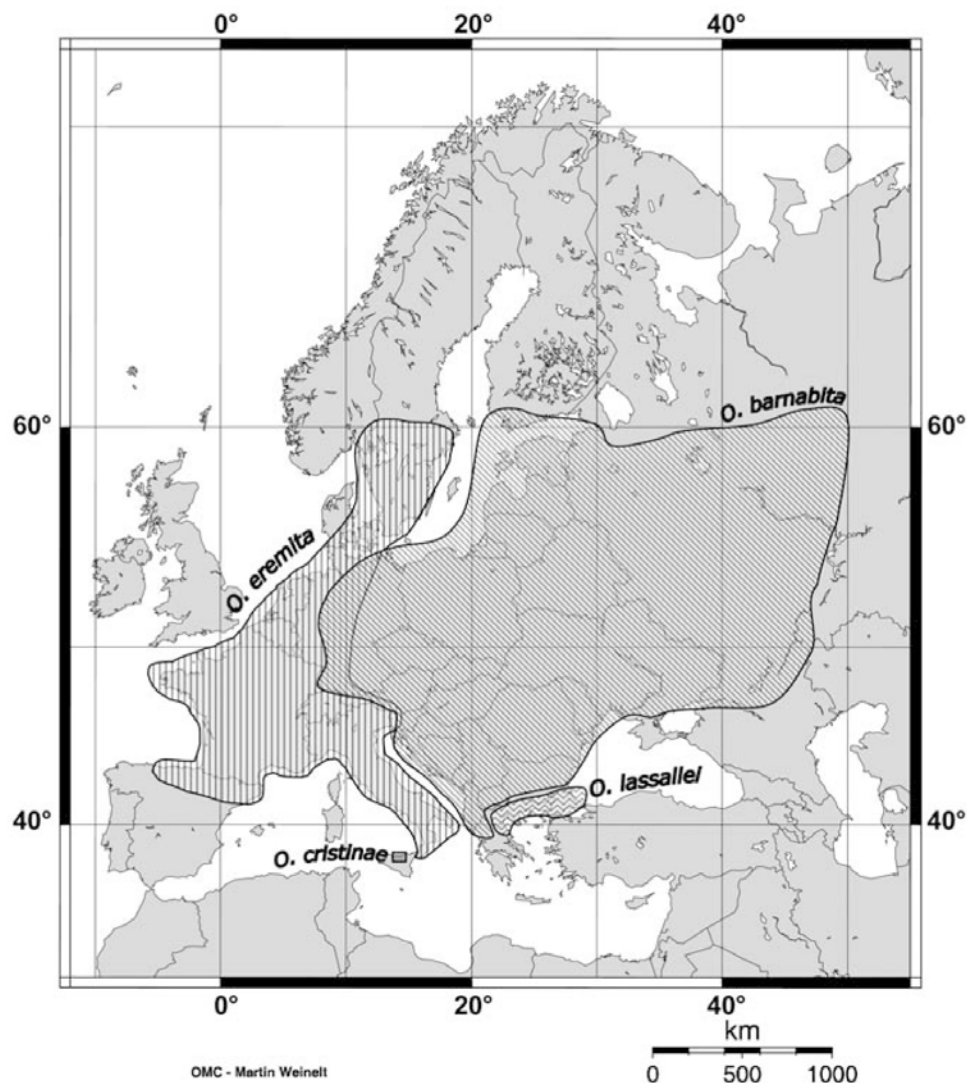 0° 20° 40°
O. barnabita
60° 60°
O. eremita
O. lassallei
40° 40°
O. cristinae
0° 20° 40°
km
OMC - Martin Weinelt
0 500 1000